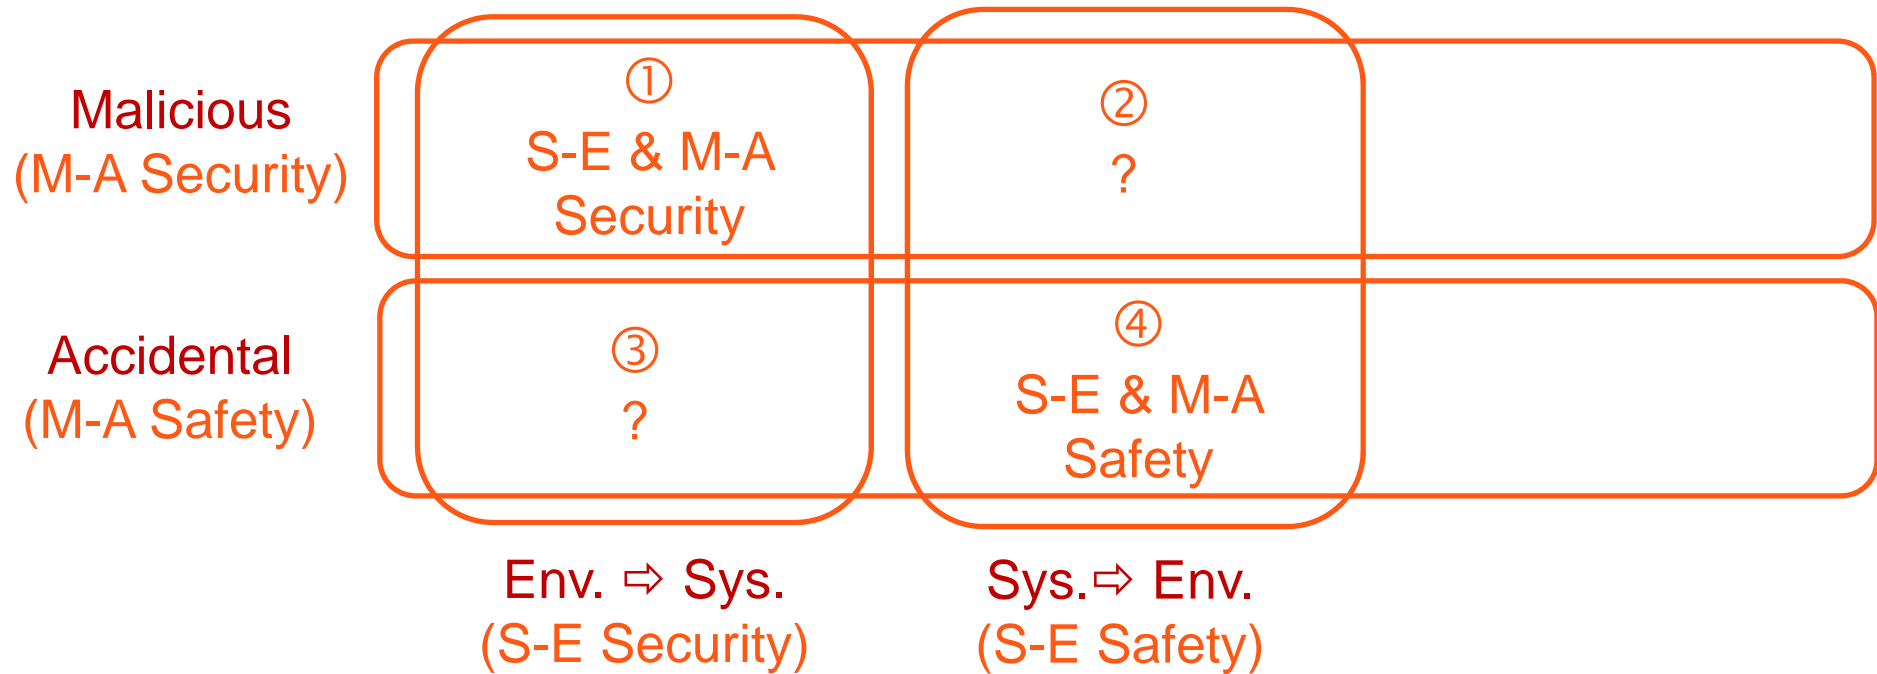 Malicious
(M-A Security)
①
S-E & M-A
Security
②
?
Accidental
(M-A Safety)
③
?
④
S-E & M-A
Safety
Env. ⇨ Sys.
(S-E Security)
Sys.⇨ Env.
(S-E Safety)